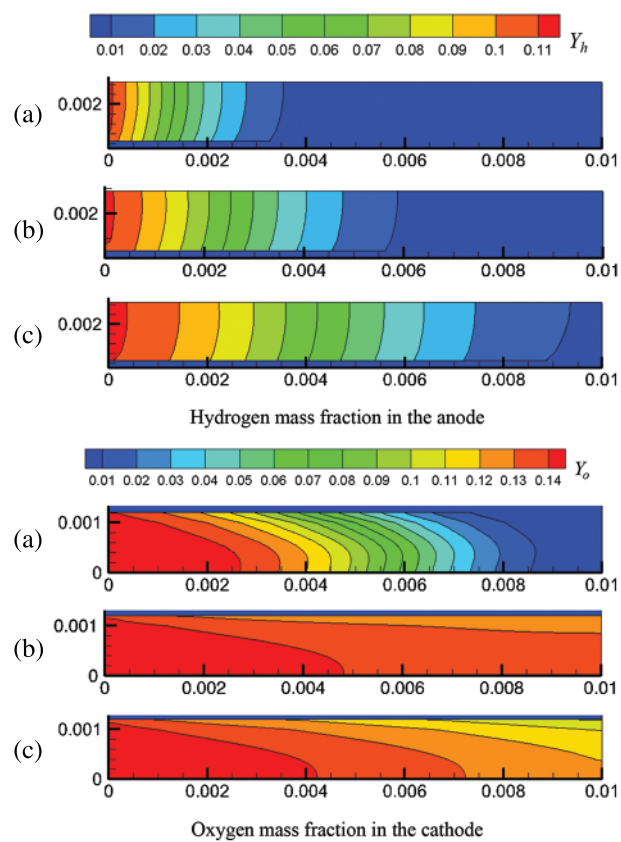 0.01 0.02 0.03 0.04 0.05 0.06 0.07 0.08 0.09 0.1 0.11 Y_h
(a)
0.002
0 0.002 0.004 0.006 0.008 0.01
(b)
0.002
0 0.002 0.004 0.006 0.008 0.01
(c)
0.002
0 0.002 0.004 0.006 0.008 0.01
Hydrogen mass fraction in the anode
0.01 0.02 0.03 0.04 0.05 0.06 0.07 0.08 0.09 0.1 0.11 0.12 0.13 0.14 Y_o
(a)
0.001
0
0 0.002 0.004 0.006 0.008 0.01
(b)
0.001
0
0 0.002 0.004 0.006 0.008 0.01
(c)
0.001
0
0 0.002 0.004 0.006 0.008 0.01
Oxygen mass fraction in the cathode